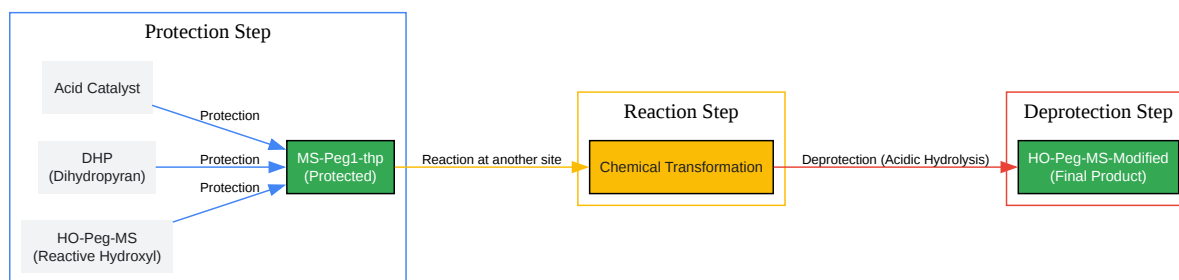 Protection Step
Acid Catalyst
Protection
DHP
(Dihydropyran)
Protection
HO-Peg-MS
(Reactive Hydroxyl)
Protection
MS-Peg1-thp
(Protected)
Reaction at another site
Reaction Step
Chemical Transformation
Deprotection (Acidic Hydrolysis)
Deprotection Step
HO-Peg-MS-Modified
(Final Product)